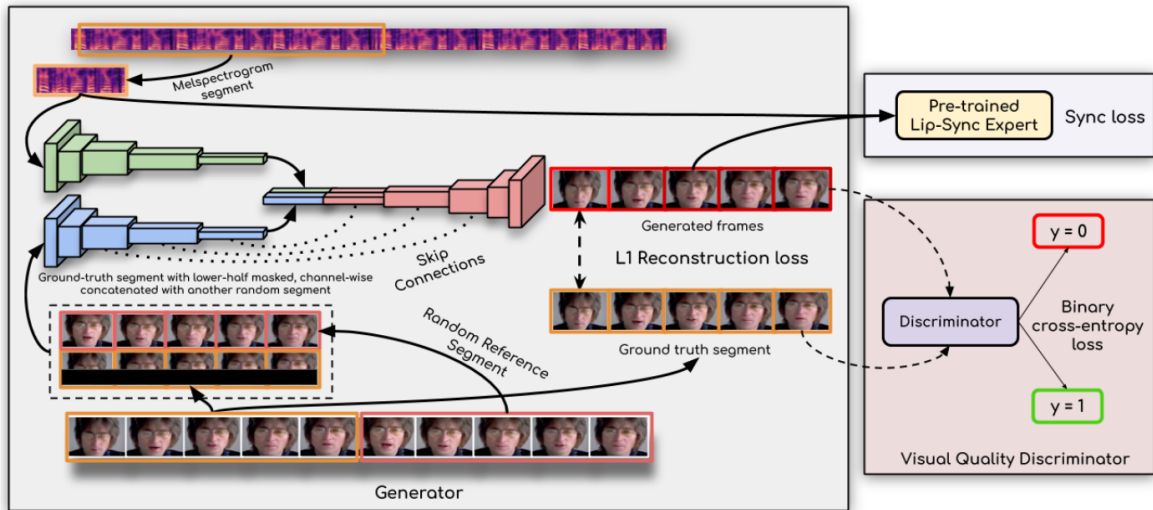 Melspectrogram
segment
Pre-trained
Lip-Sync Expert
Sync loss
Generated frames
Skip
Connections
L1 Reconstruction loss
Ground-truth segment with lower-half masked, channel-wise
concatenated with another random segment
Random Reference
Segment
Ground truth segment
y = 0
Discriminator
Binary
cross-entropy
loss
y = 1
Visual Quality Discriminator
Generator